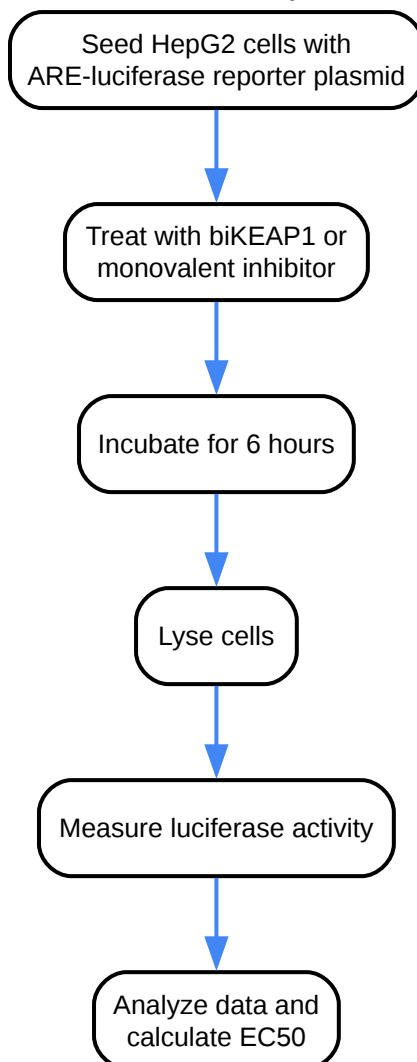 Seed HepG2 cells with
ARE-luciferase reporter plasmid
Treat with biKEAP1 or
monovalent inhibitor
Incubate for 6 hours
Lyse cells
Measure luciferase activity
Analyze data and
calculate EC50